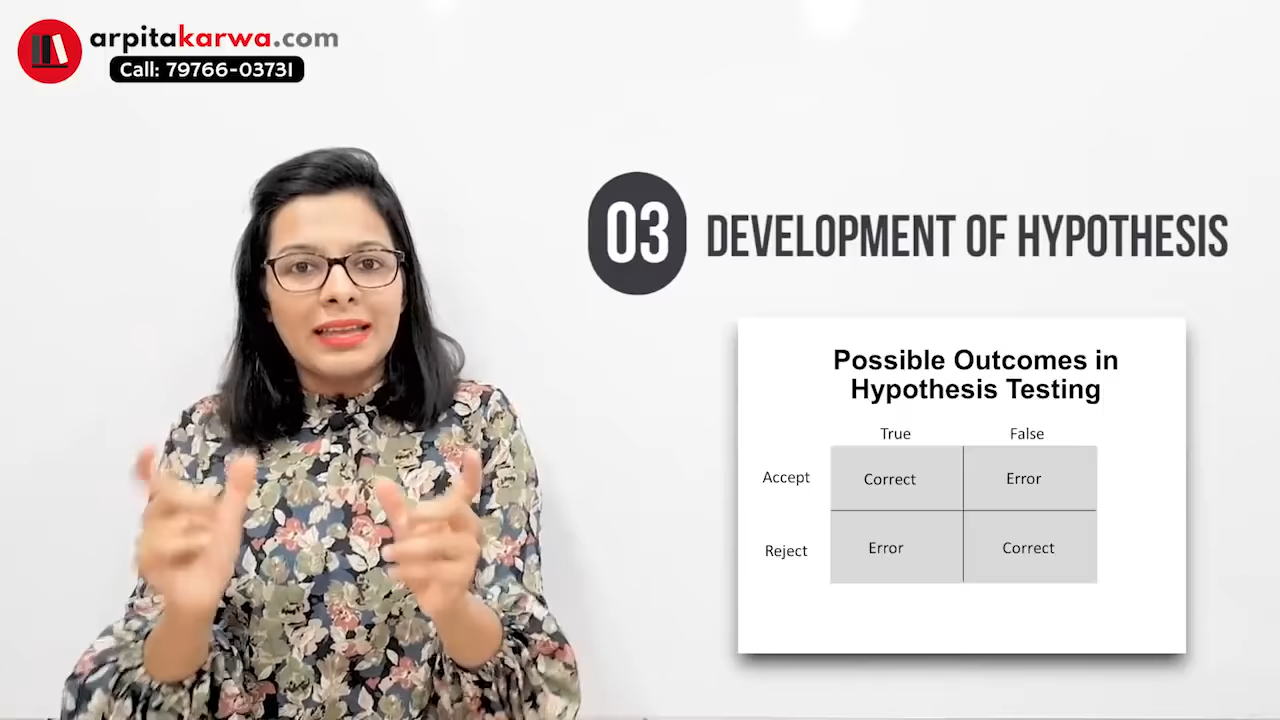 arpitakarwa.com
Call: 79766-03731
03 DEVELOPMENT OF HYPOTHESIS
Possible Outcomes in
Hypothesis Testing
True False
Accept Correct Error
Reject Error Correct